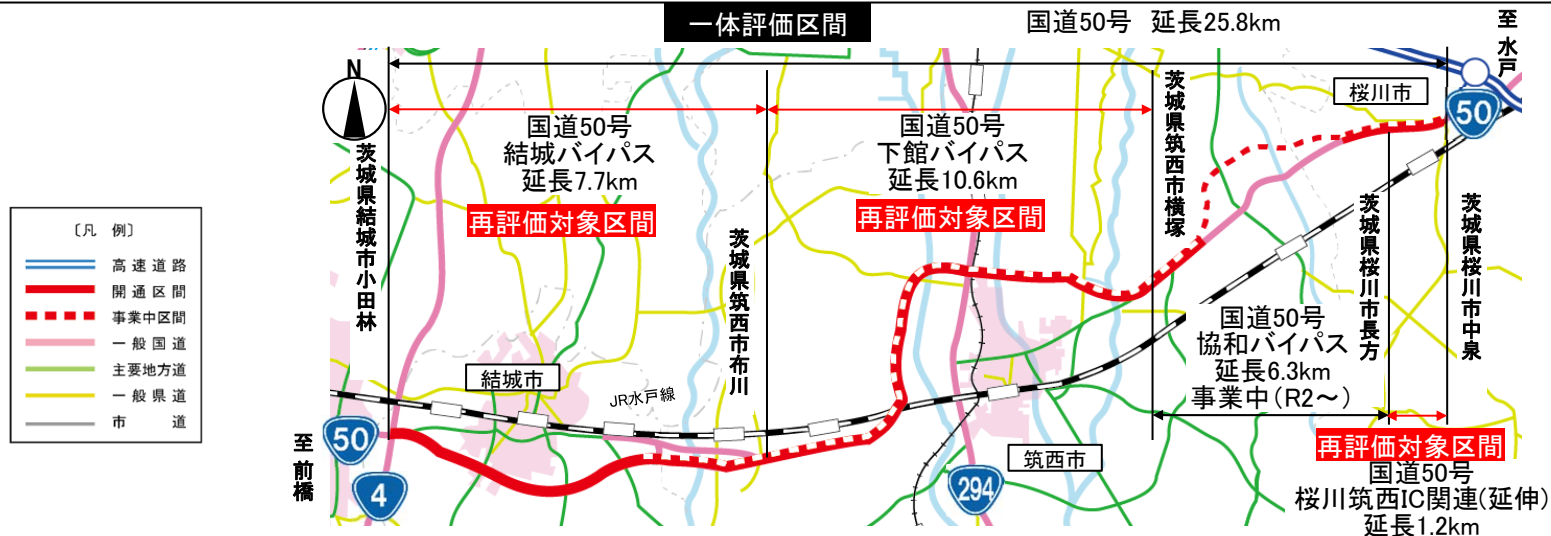 一体評価区間
国道50号 延長25.8km
至 水戸
N
桜川市
50
国道50号
結城バイパス
延長7.7km
再評価対象区間
国道50号
下館バイパス
延長10.6km
再評価対象区間
茨城県結城市小田林
茨城県筑西市布川
茨城県筑西市横塚
茨城県桜川市長方
茨城県桜川市中泉
〔凡 例〕
高速道路
開通区間
事業中区間
一般国道
主要地方道
一般県道
市 道
結城市
JR水戸線
国道50号
協和バイパス
延長6.3km
事業中(R2~)
至 前橋
50
4
294
筑西市
再評価対象区間
国道50号
桜川筑西IC関連(延伸)
延長1.2km